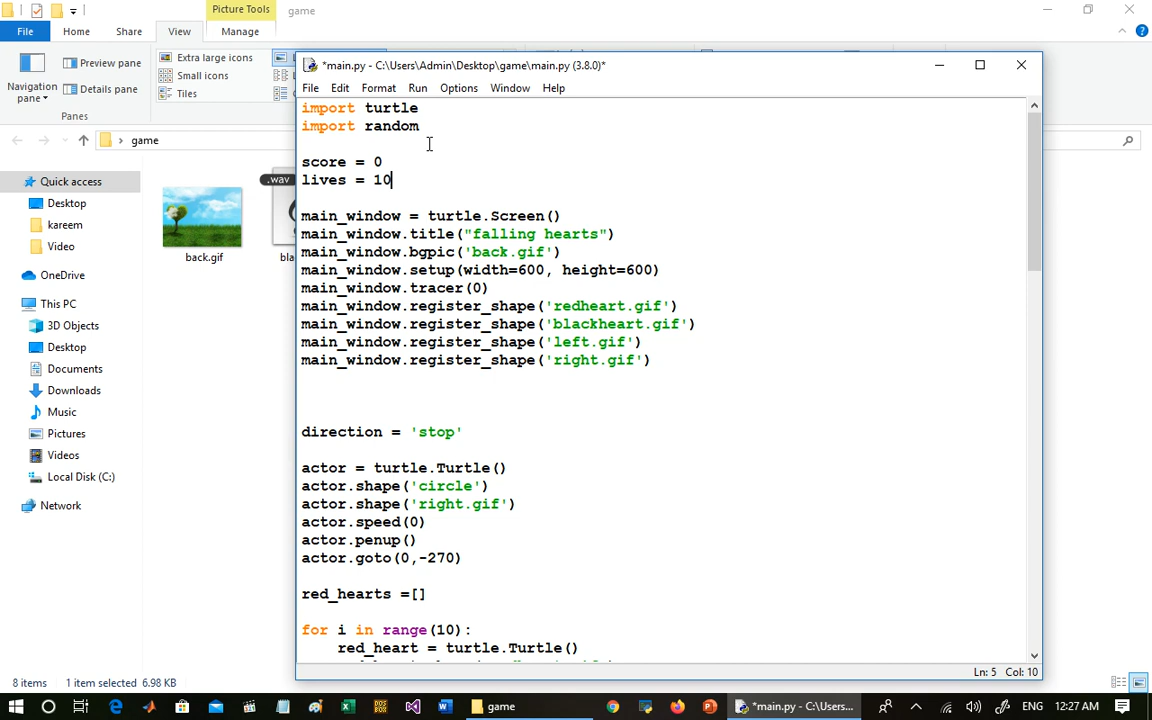 Picture Tools
game
File
Home
Share
View
Manage
Navigation
pane
Preview pane
Details pane
Panes
Extra large icons
Small icons
Tiles
game
Quick access
Desktop
kareem
Video
OneDrive
This PC
3D Objects
Desktop
Documents
Downloads
Music
Pictures
Videos
Local Disk (C:)
Network
back.gif
.wav
*main.py - C:\Users\Admin\Desktop\game\main.py (3.8.0)*
File Edit Format Run Options Window Help
import turtle
import random
score = 0
lives = 10
main_window = turtle.Screen()
main_window.title("falling hearts")
main_window.bgpic('back.gif')
main_window.setup(width=600, height=600)
main_window.tracer(0)
main_window.register_shape('redheart.gif')
main_window.register_shape('blackheart.gif')
main_window.register_shape('left.gif')
main_window.register_shape('right.gif')
direction = 'stop'
actor = turtle.Turtle()
actor.shape('circle')
actor.shape('right.gif')
actor.speed(0)
actor.penup()
actor.goto(0,-270)
red_hearts =[]
for i in range(10):
red_heart = turtle.Turtle()
Ln: 5 Col: 10
8 items
1 item selected 6.98 KB
game
*main.py - C:\Users...
ENG
12:27 AM